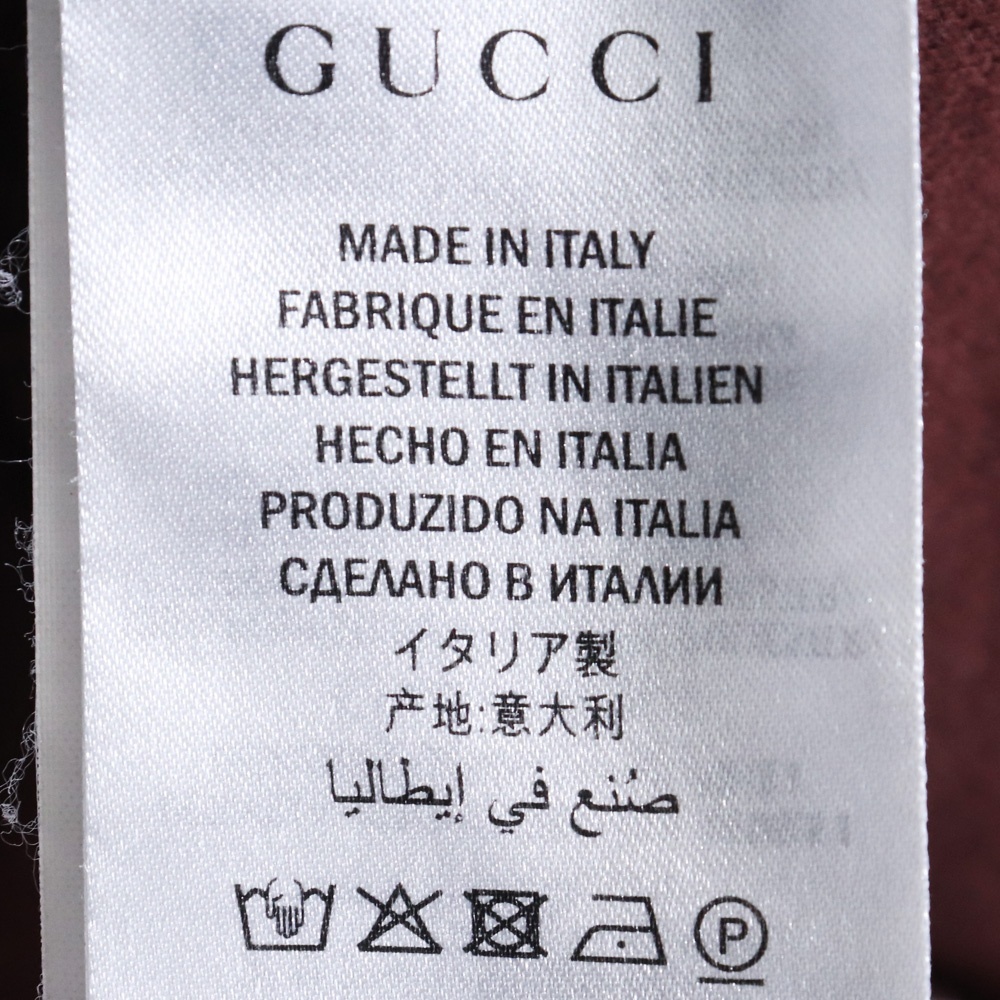 GUCCI
MADE IN ITALY
FABRIQUE EN ITALIE
HERGESTELLT IN ITALIEN
HECHO EN ITALIA
PRODUZIDO NA ITALIA
СДЕЛАНО В ИТАЛИИ
イタリア製
产地:意大利
صُنع في إيطاليا
P